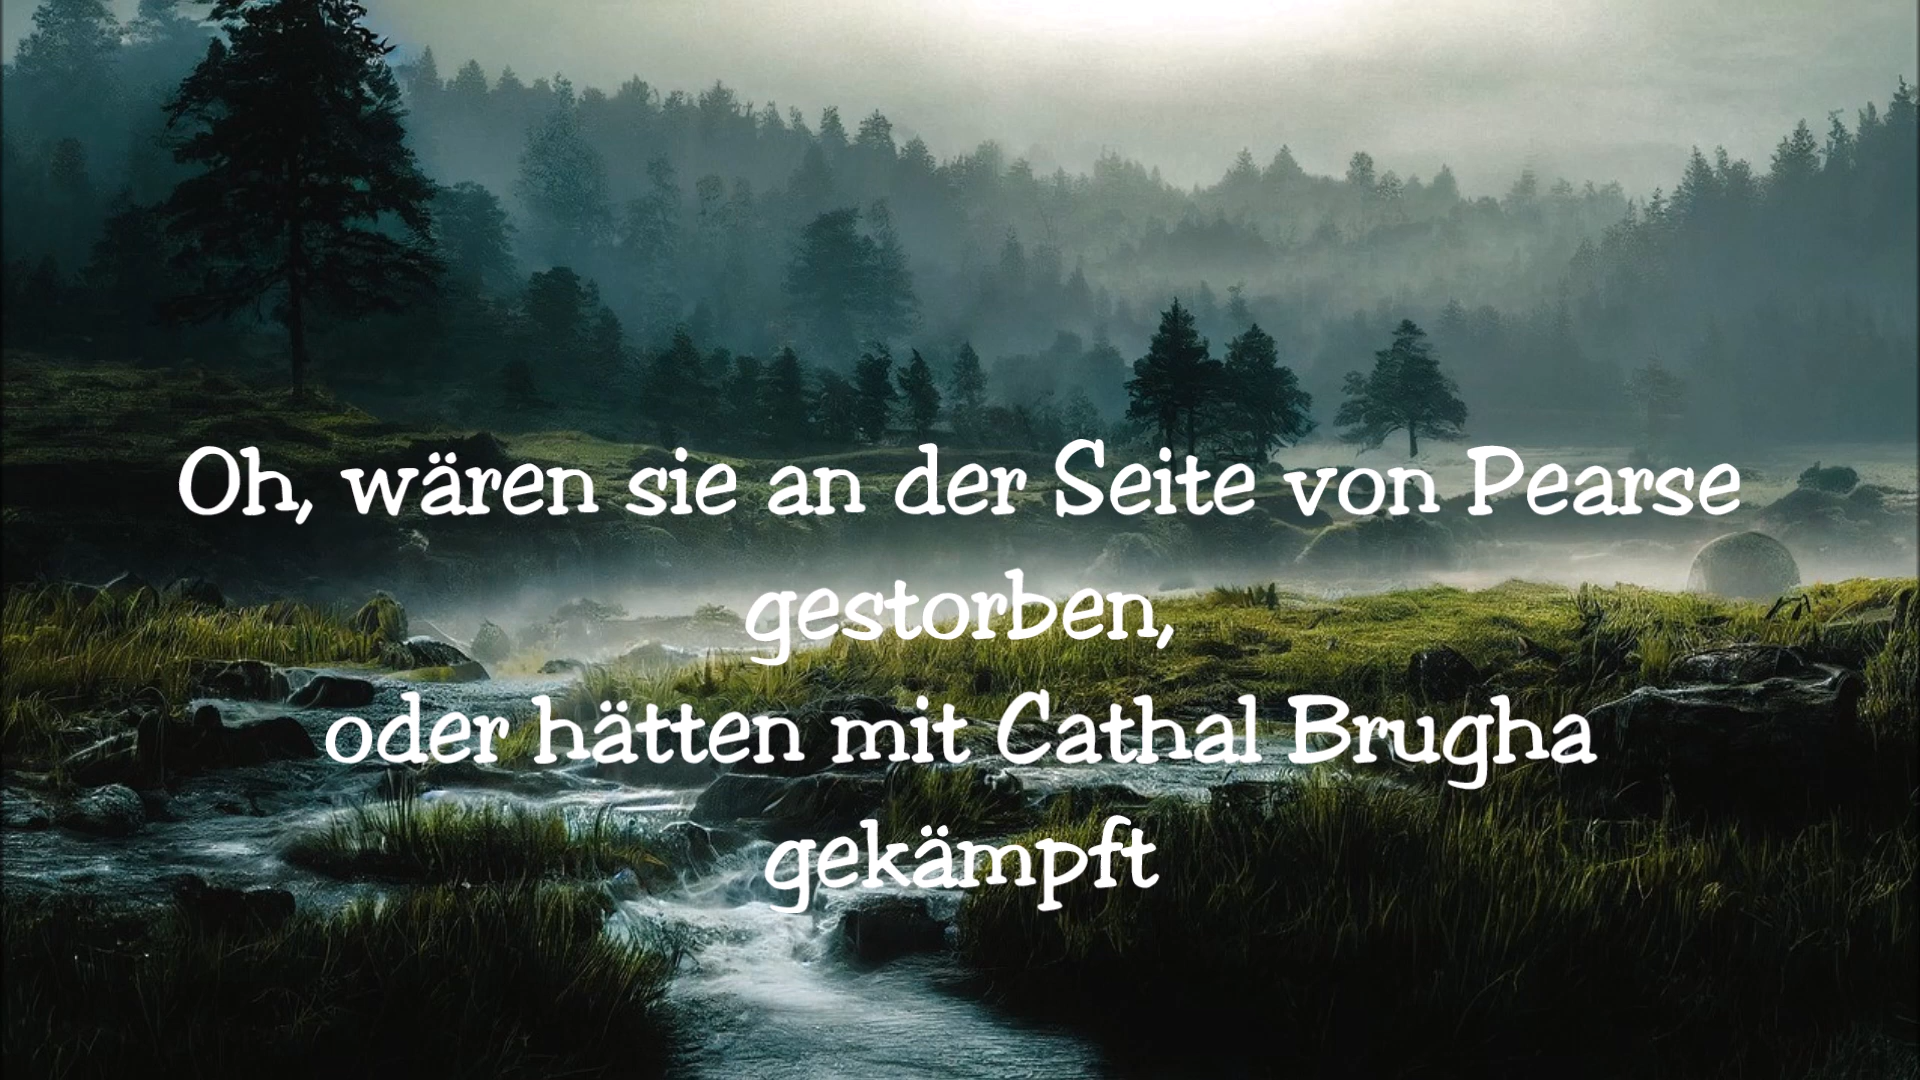 Oh, wären sie an der Seite von Pearse
gestorben,
oder hätten mit Cathal Brugha
gekämpft